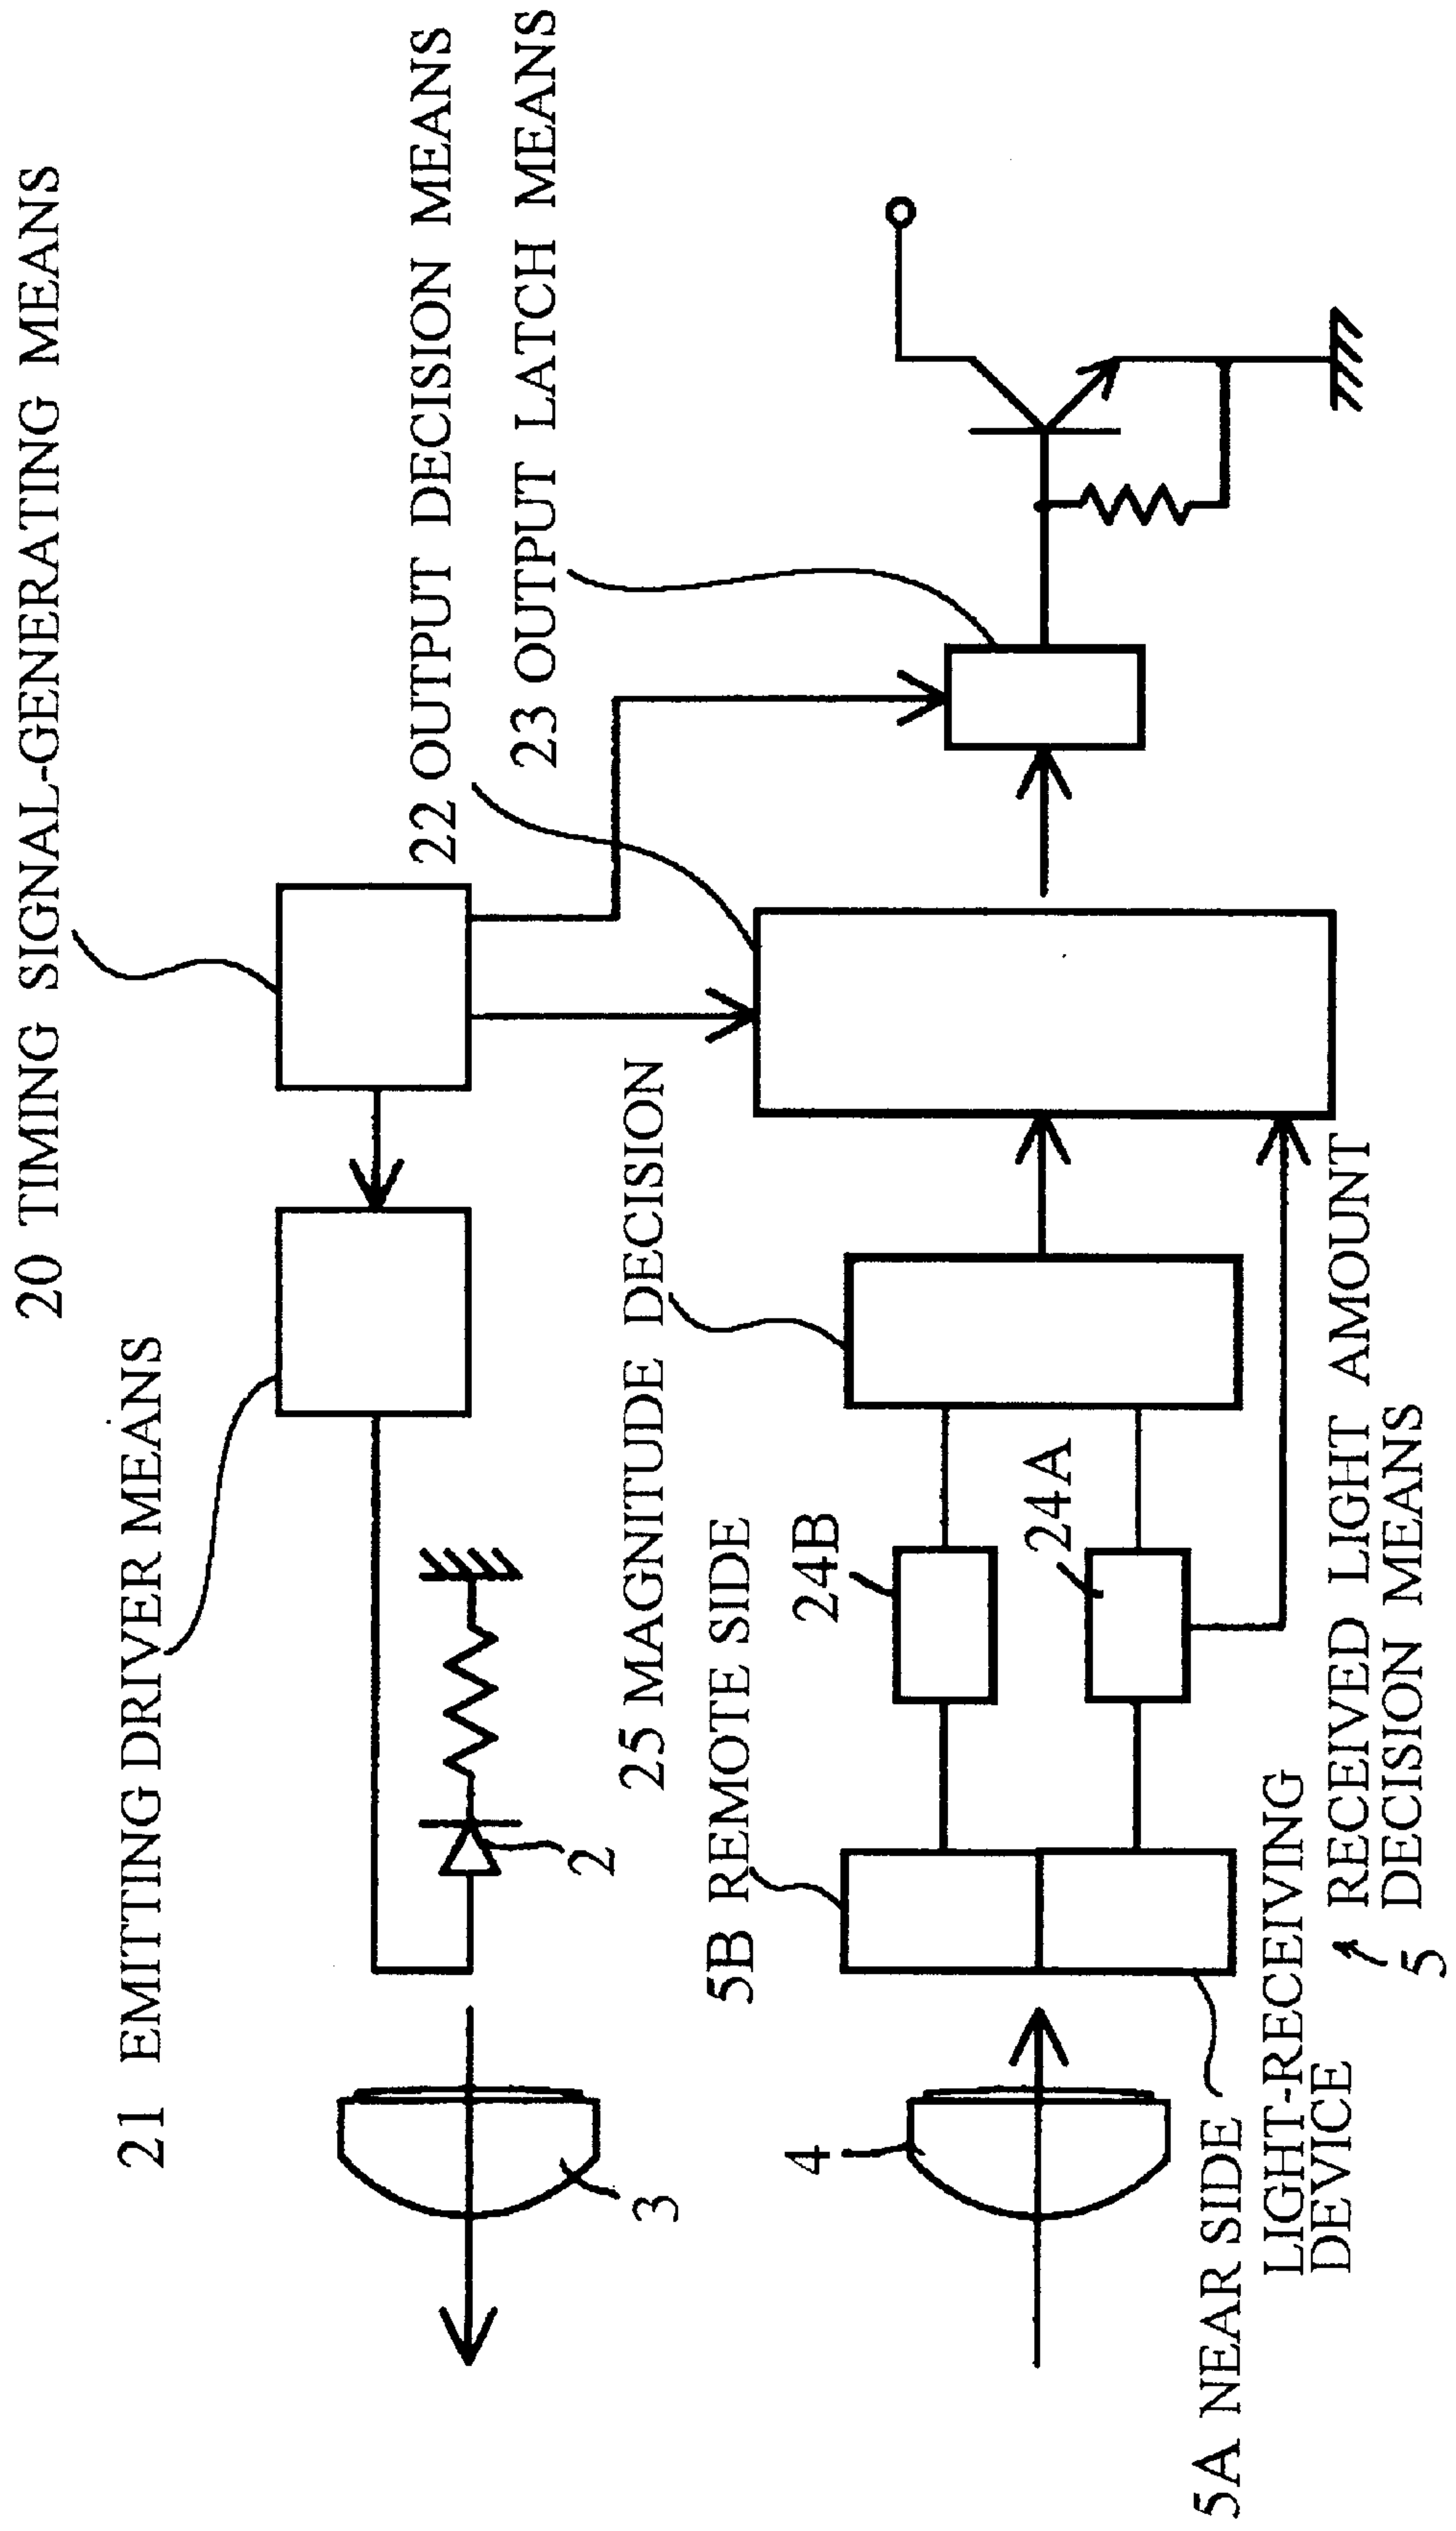 20 TIMING SIGNAL-GENERATING MEANS
21 EMITTING DRIVER MEANS
22 OUTPUT DECISION MEANS
23 OUTPUT LATCH MEANS
2
3
25 MAGNITUDE DECISION
5B REMOTE SIDE
24B
4
24A
5A NEAR SIDE
LIGHT-RECEIVING
DEVICE
RECEIVED LIGHT AMOUNT
DECISION MEANS
5